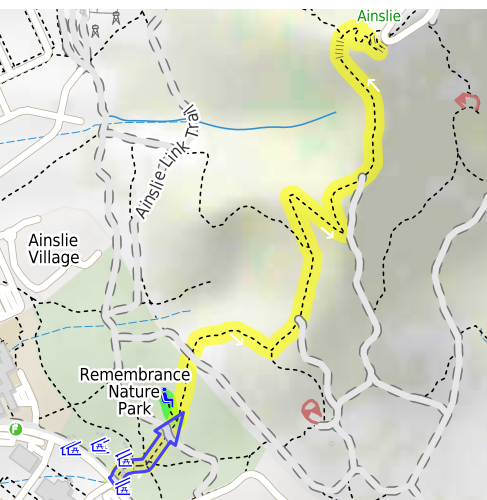 Ainslie
Ainslie Link Trail
Ainslie
Village
Remembrance
Nature
Park
P